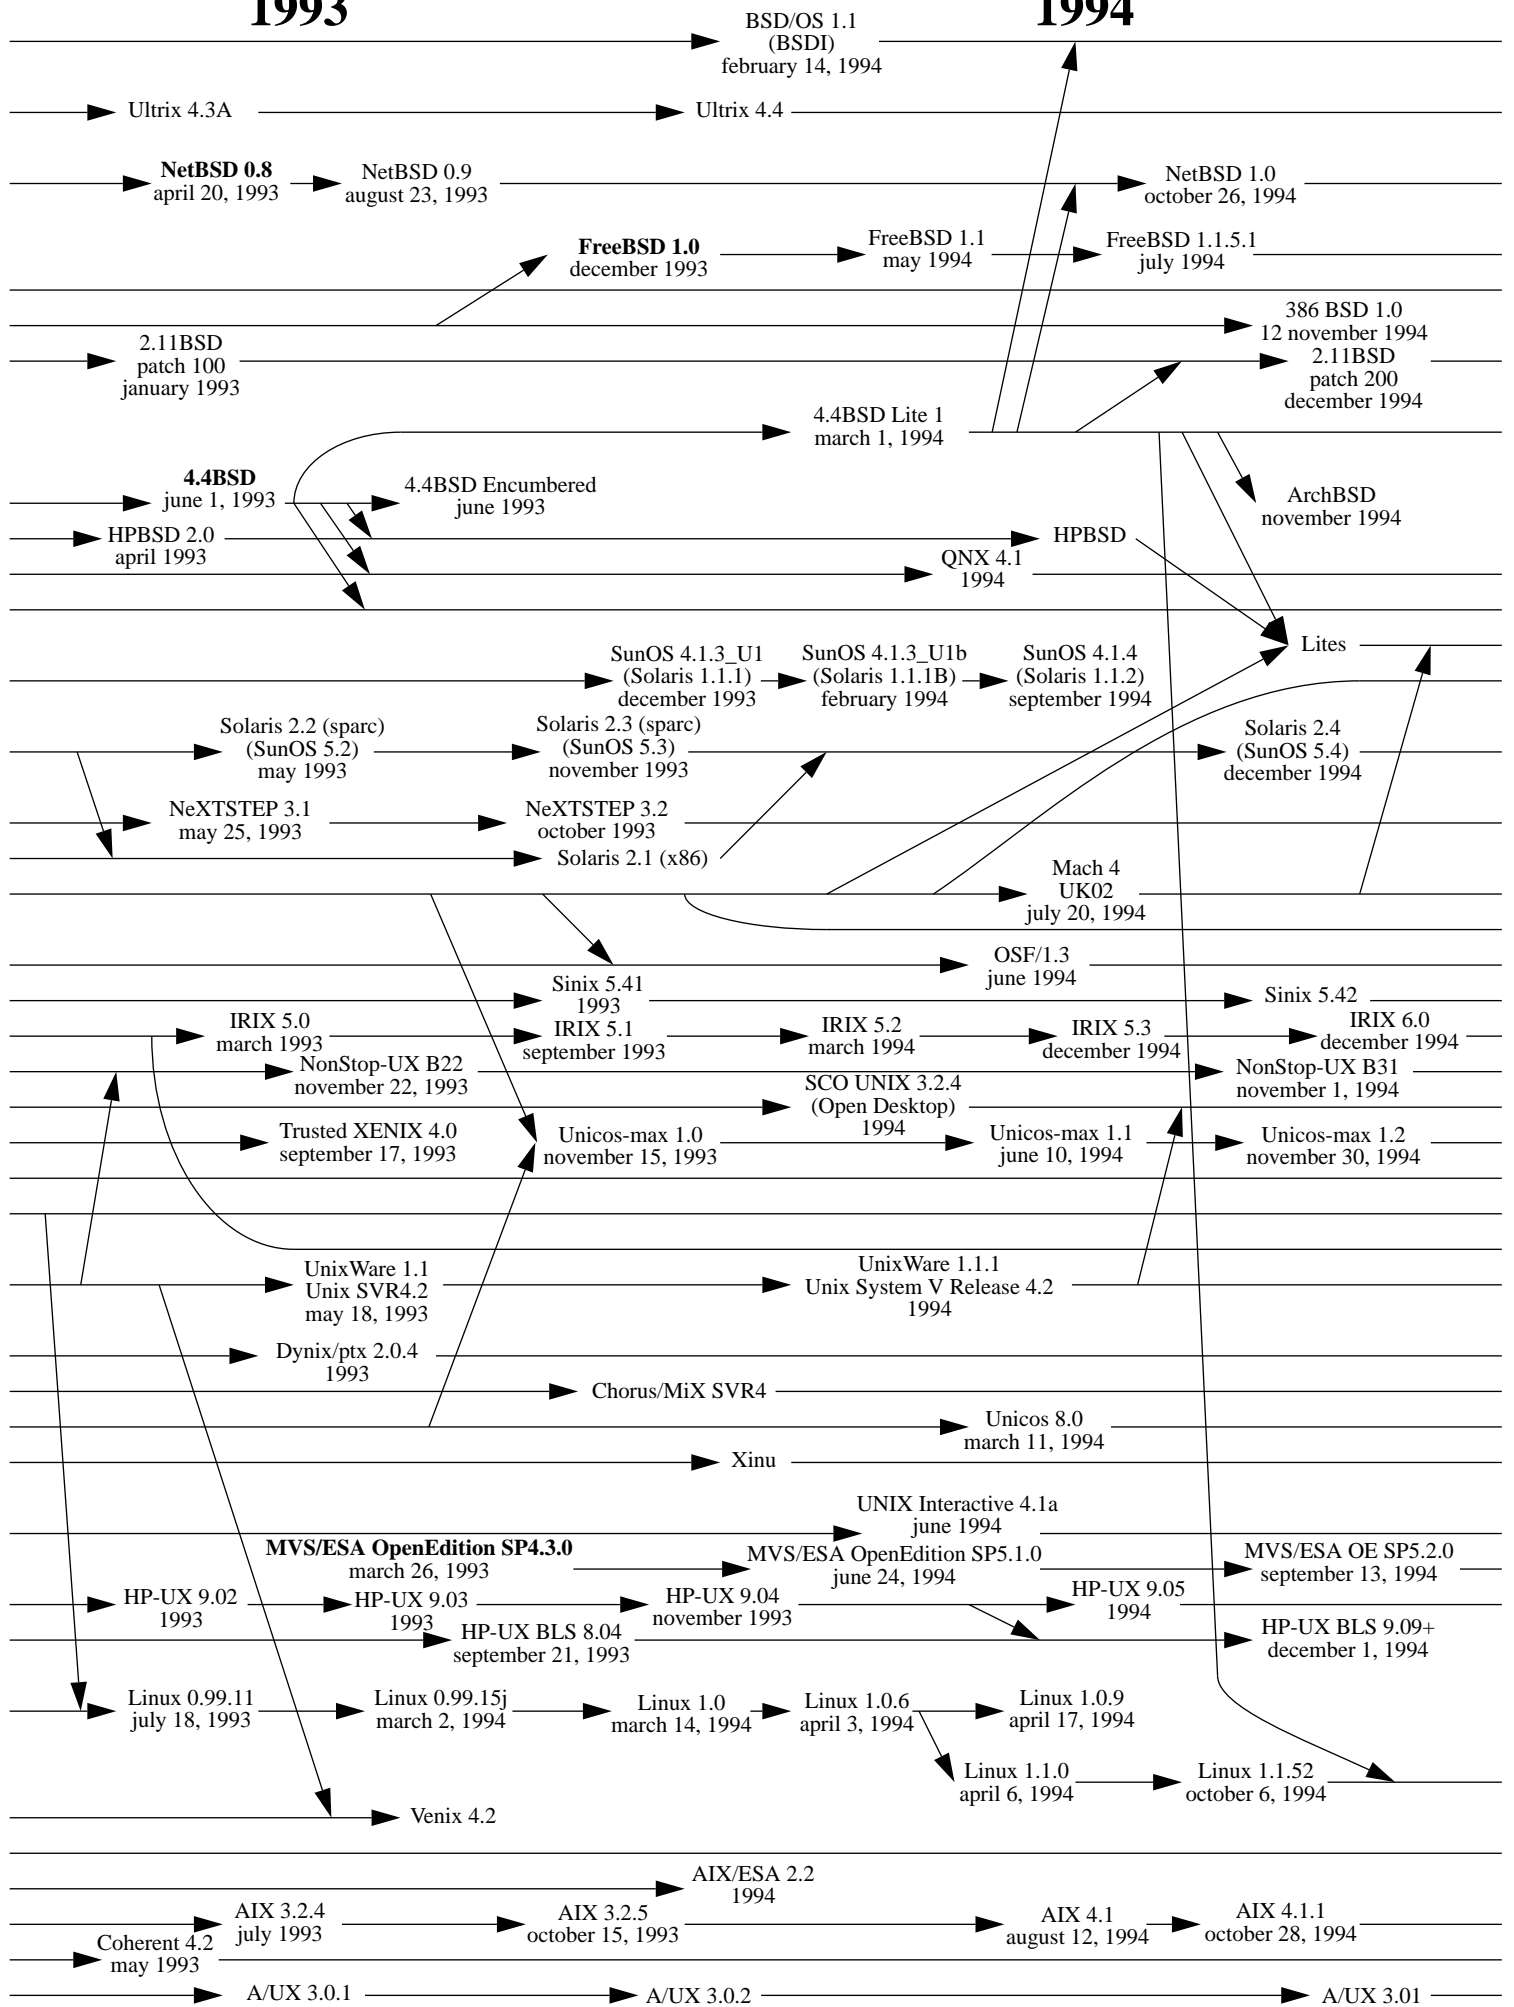 1993
1994
BSD/OS 1.1
(BSDI)
february 14, 1994
Ultrix 4.3A
Ultrix 4.4
NetBSD 0.8
april 20, 1993
NetBSD 0.9
august 23, 1993
NetBSD 1.0
october 26, 1994
FreeBSD 1.0
december 1993
FreeBSD 1.1
may 1994
FreeBSD 1.1.5.1
july 1994
386 BSD 1.0
12 november 1994
2.11BSD
patch 100
january 1993
2.11BSD
patch 200
december 1994
4.4BSD Lite 1
march 1, 1994
4.4BSD
june 1, 1993
4.4BSD Encumbered
june 1993
ArchBSD
november 1994
HPBSD 2.0
april 1993
HPBSD
QNX 4.1
1994
Lites
SunOS 4.1.3_U1
(Solaris 1.1.1)
december 1993
SunOS 4.1.3_U1b
(Solaris 1.1.1B)
february 1994
SunOS 4.1.4
(Solaris 1.1.2)
september 1994
Solaris 2.2 (sparc)
(SunOS 5.2)
may 1993
Solaris 2.3 (sparc)
(SunOS 5.3)
november 1993
Solaris 2.4
(SunOS 5.4)
december 1994
NeXTSTEP 3.1
may 25, 1993
NeXTSTEP 3.2
october 1993
Solaris 2.1 (x86)
Mach 4
UK02
july 20, 1994
OSF/1.3
june 1994
Sinix 5.41
1993
Sinix 5.42
IRIX 5.0
march 1993
IRIX 5.1
september 1993
IRIX 5.2
march 1994
IRIX 5.3
december 1994
IRIX 6.0
december 1994
NonStop-UX B22
november 22, 1993
NonStop-UX B31
november 1, 1994
SCO UNIX 3.2.4
(Open Desktop)
1994
Trusted XENIX 4.0
september 17, 1993
Unicos-max 1.0
november 15, 1993
Unicos-max 1.1
june 10, 1994
Unicos-max 1.2
november 30, 1994
UnixWare 1.1
Unix SVR4.2
may 18, 1993
UnixWare 1.1.1
Unix System V Release 4.2
1994
Dynix/ptx 2.0.4
1993
Chorus/MiX SVR4
Unicos 8.0
march 11, 1994
Xinu
UNIX Interactive 4.1a
june 1994
MVS/ESA OpenEdition SP4.3.0
march 26, 1993
MVS/ESA OpenEdition SP5.1.0
june 24, 1994
MVS/ESA OE SP5.2.0
september 13, 1994
HP-UX 9.02
1993
HP-UX 9.03
1993
HP-UX 9.04
november 1993
HP-UX 9.05
1994
HP-UX BLS 8.04
september 21, 1993
HP-UX BLS 9.09+
december 1, 1994
Linux 0.99.11
july 18, 1993
Linux 0.99.15j
march 2, 1994
Linux 1.0
march 14, 1994
Linux 1.0.6
april 3, 1994
Linux 1.0.9
april 17, 1994
Linux 1.1.0
april 6, 1994
Linux 1.1.52
october 6, 1994
Venix 4.2
AIX/ESA 2.2
1994
AIX 3.2.4
july 1993
AIX 3.2.5
october 15, 1993
AIX 4.1
august 12, 1994
AIX 4.1.1
october 28, 1994
Coherent 4.2
may 1993
A/UX 3.0.1
A/UX 3.0.2
A/UX 3.01